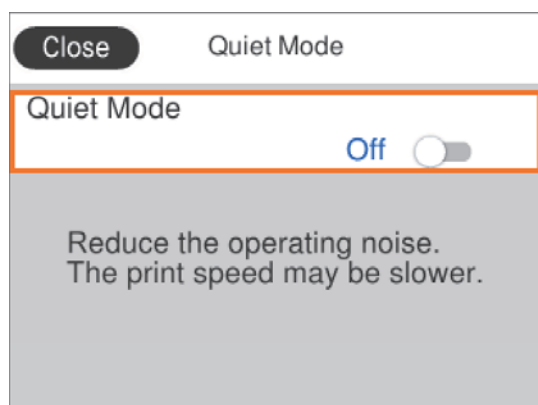 Close Quiet Mode
Quiet Mode
Off
Reduce the operating noise.
The print speed may be slower.